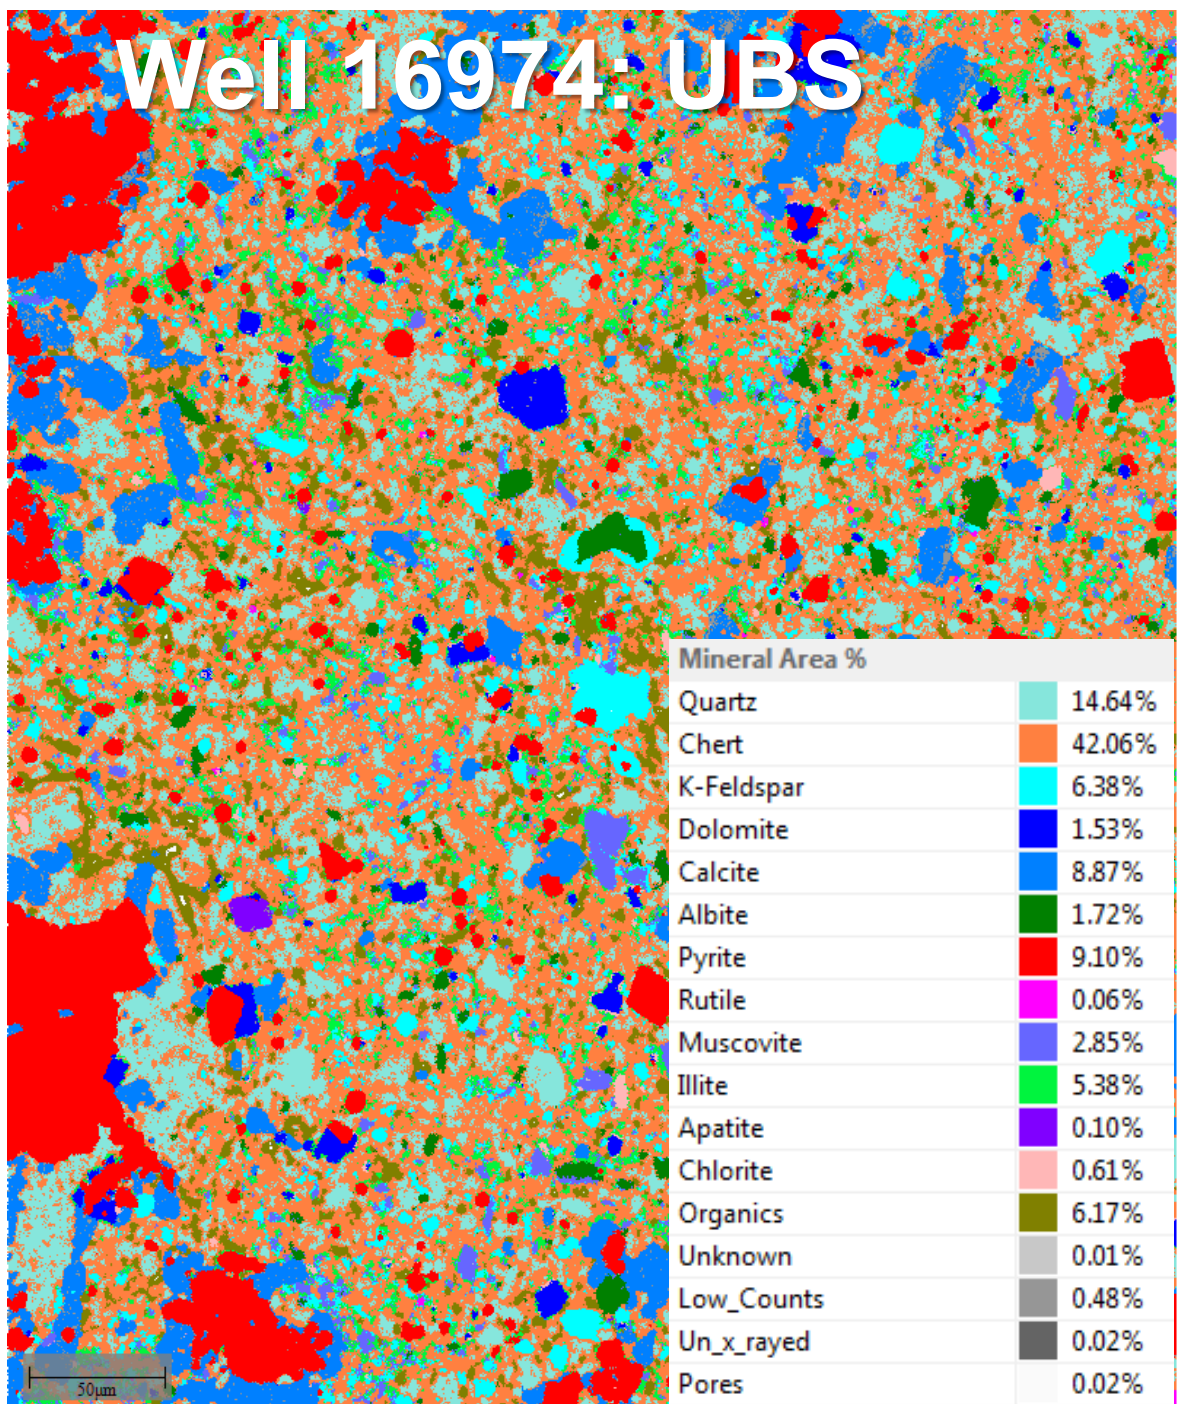 Well 16974: UBS
Mineral Area %
Quartz 14.64%
Chert 42.06%
K-Feldspar 6.38%
Dolomite 1.53%
Calcite 8.87%
Albite 1.72%
Pyrite 9.10%
Rutile 0.06%
Muscovite 2.85%
Illite 5.38%
Apatite 0.10%
Chlorite 0.61%
Organics 6.17%
Unknown 0.01%
Low_Counts 0.48%
Un_x_rayed 0.02%
Pores 0.02%
50µm